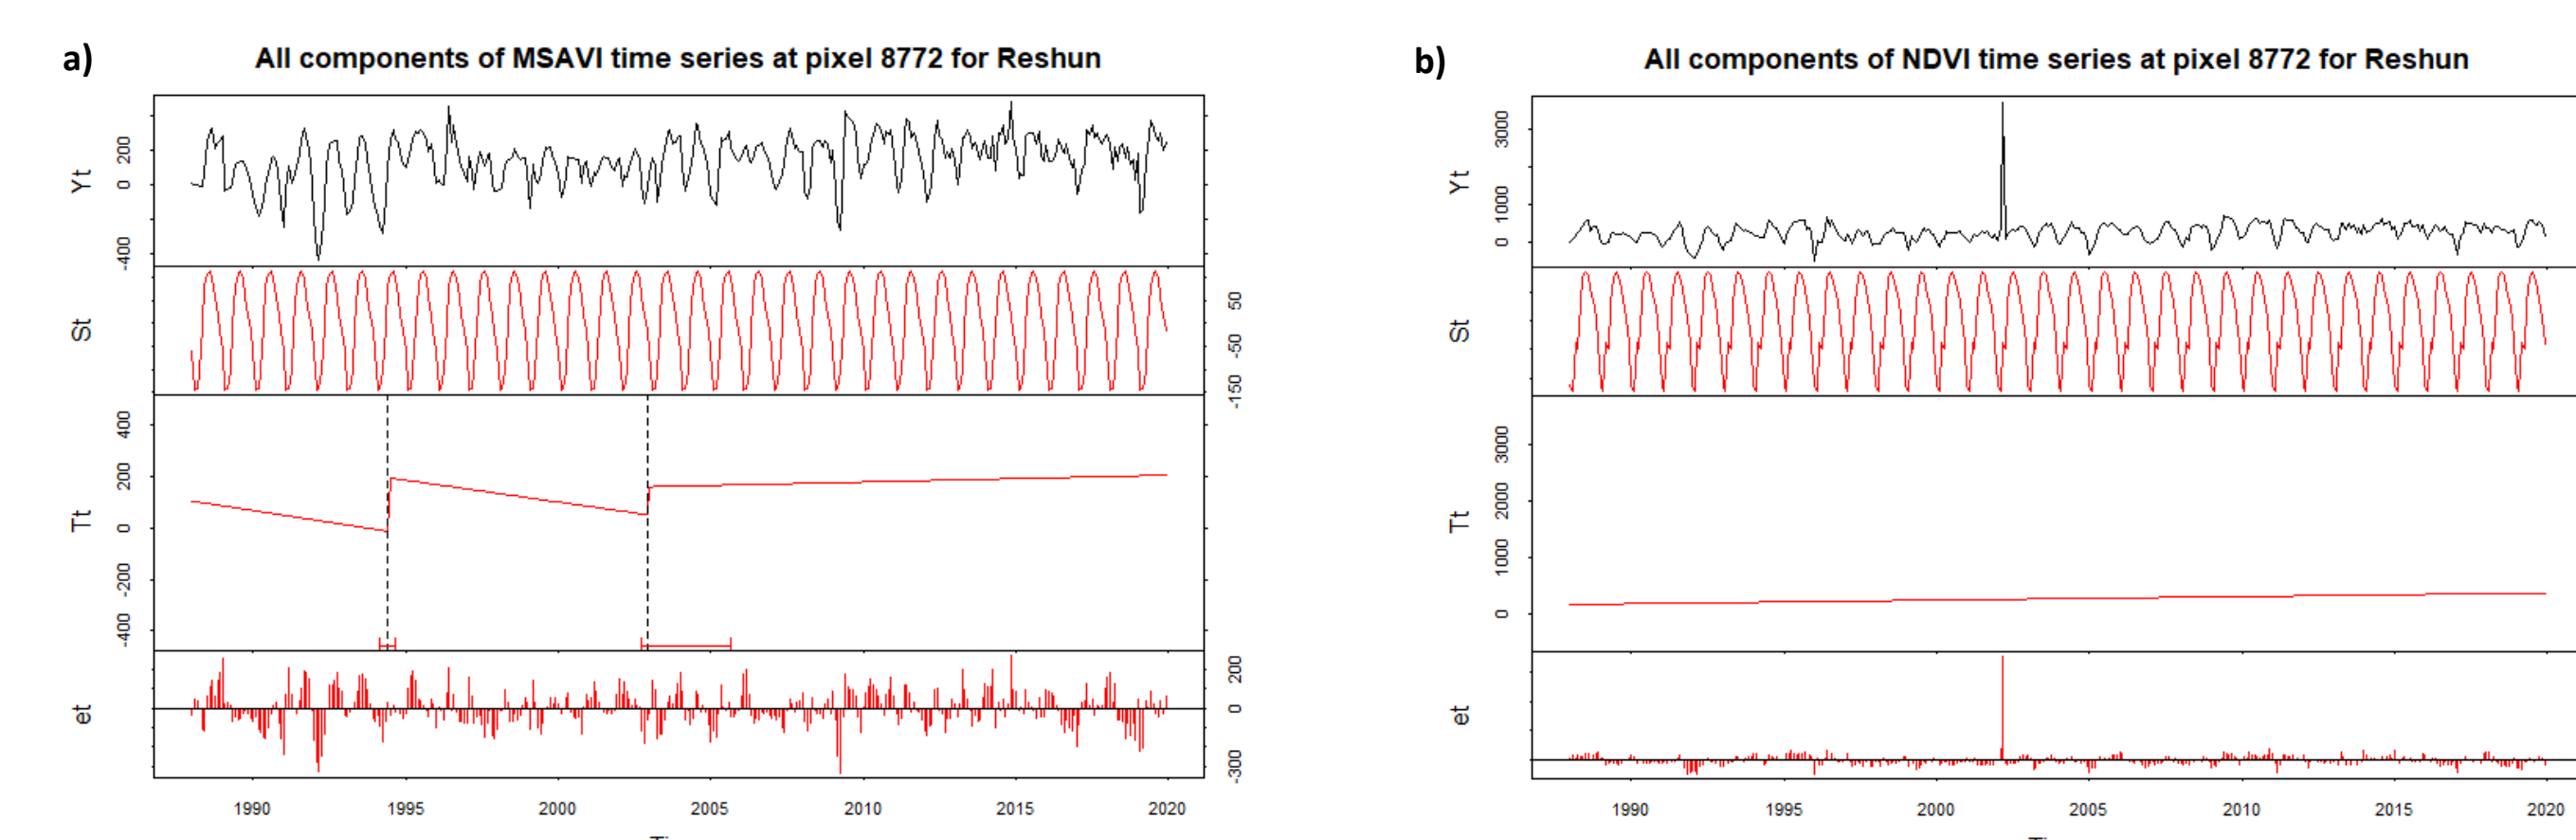 a)
All components of MSAVI time series at pixel 8772 for Reshun
Yt
200
0
-400
St
50
-50
-150
Tt
400
200
0
-200
-400
et
200
0
-300
1990 1995 2000 2005 2010 2015 2020
b)
All components of NDVI time series at pixel 8772 for Reshun
Yt
3000
1000
0
St
Tt
3000
2000
1000
0
et
1990 1995 2000 2005 2010 2015 2020